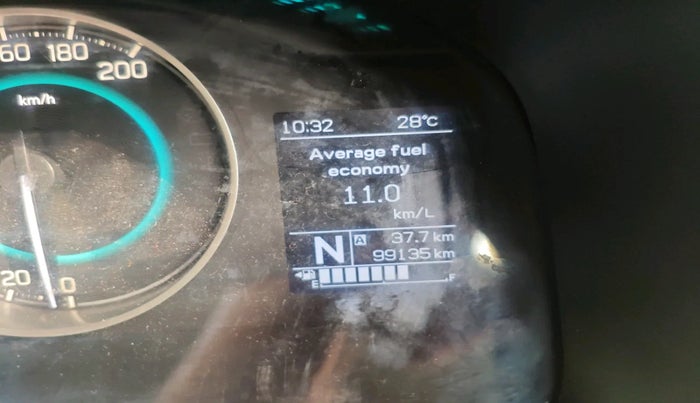 60 180 200
km/h
20 0
10:32 28°C
Average fuel
economy
11.0
km/L
N A 37.7 km
99135 km
E F